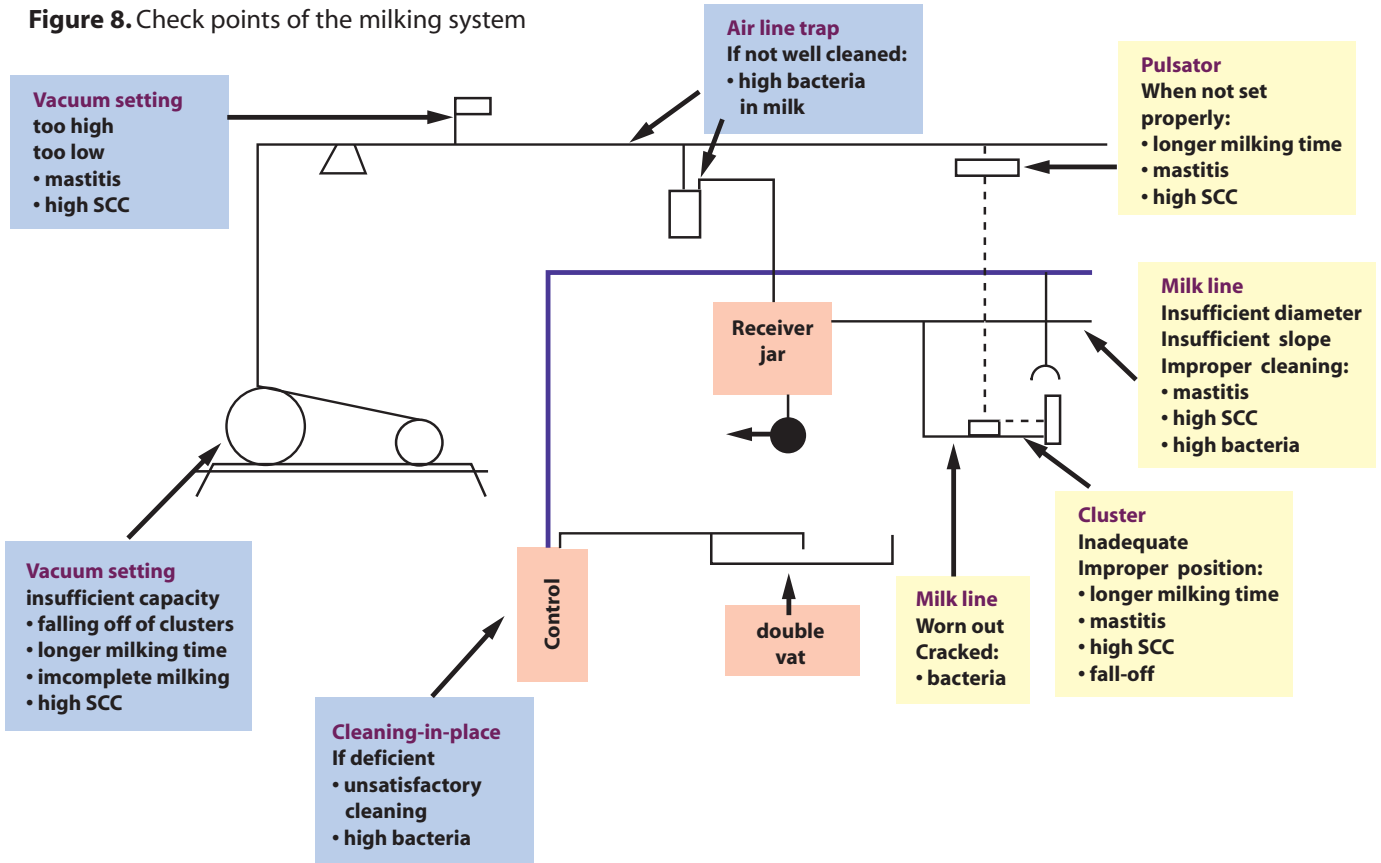 Figure 8. Check points of the milking system
Vacuum setting
too high
too low
• mastitis
• high SCC
Air line trap
If not well cleaned:
• high bacteria
in milk
Pulsator
When not set
properly:
• longer milking time
• mastitis
• high SCC
Milk line
Insufficient diameter
Insufficient slope
Improper cleaning:
• mastitis
• high SCC
• high bacteria
Receiver
jar
Vacuum setting
insufficient capacity
• falling off of clusters
• longer milking time
• imcomplete milking
• high SCC
Control
double
vat
Milk line
Worn out
Cracked:
• bacteria
Cluster
Inadequate
Improper position:
• longer milking time
• mastitis
• high SCC
• fall-off
Cleaning-in-place
If deficient
• unsatisfactory
cleaning
• high bacteria